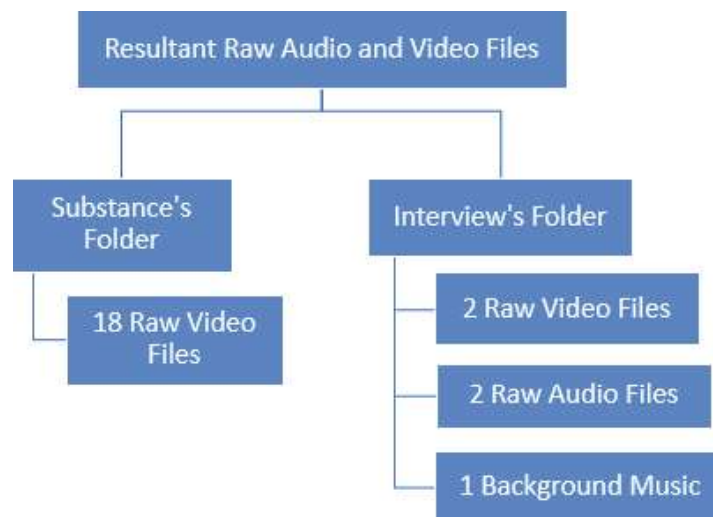 Resultant Raw Audio and Video Files
Substance's
Folder
18 Raw Video
Files
Interview's Folder
2 Raw Video Files
2 Raw Audio Files
1 Background Music